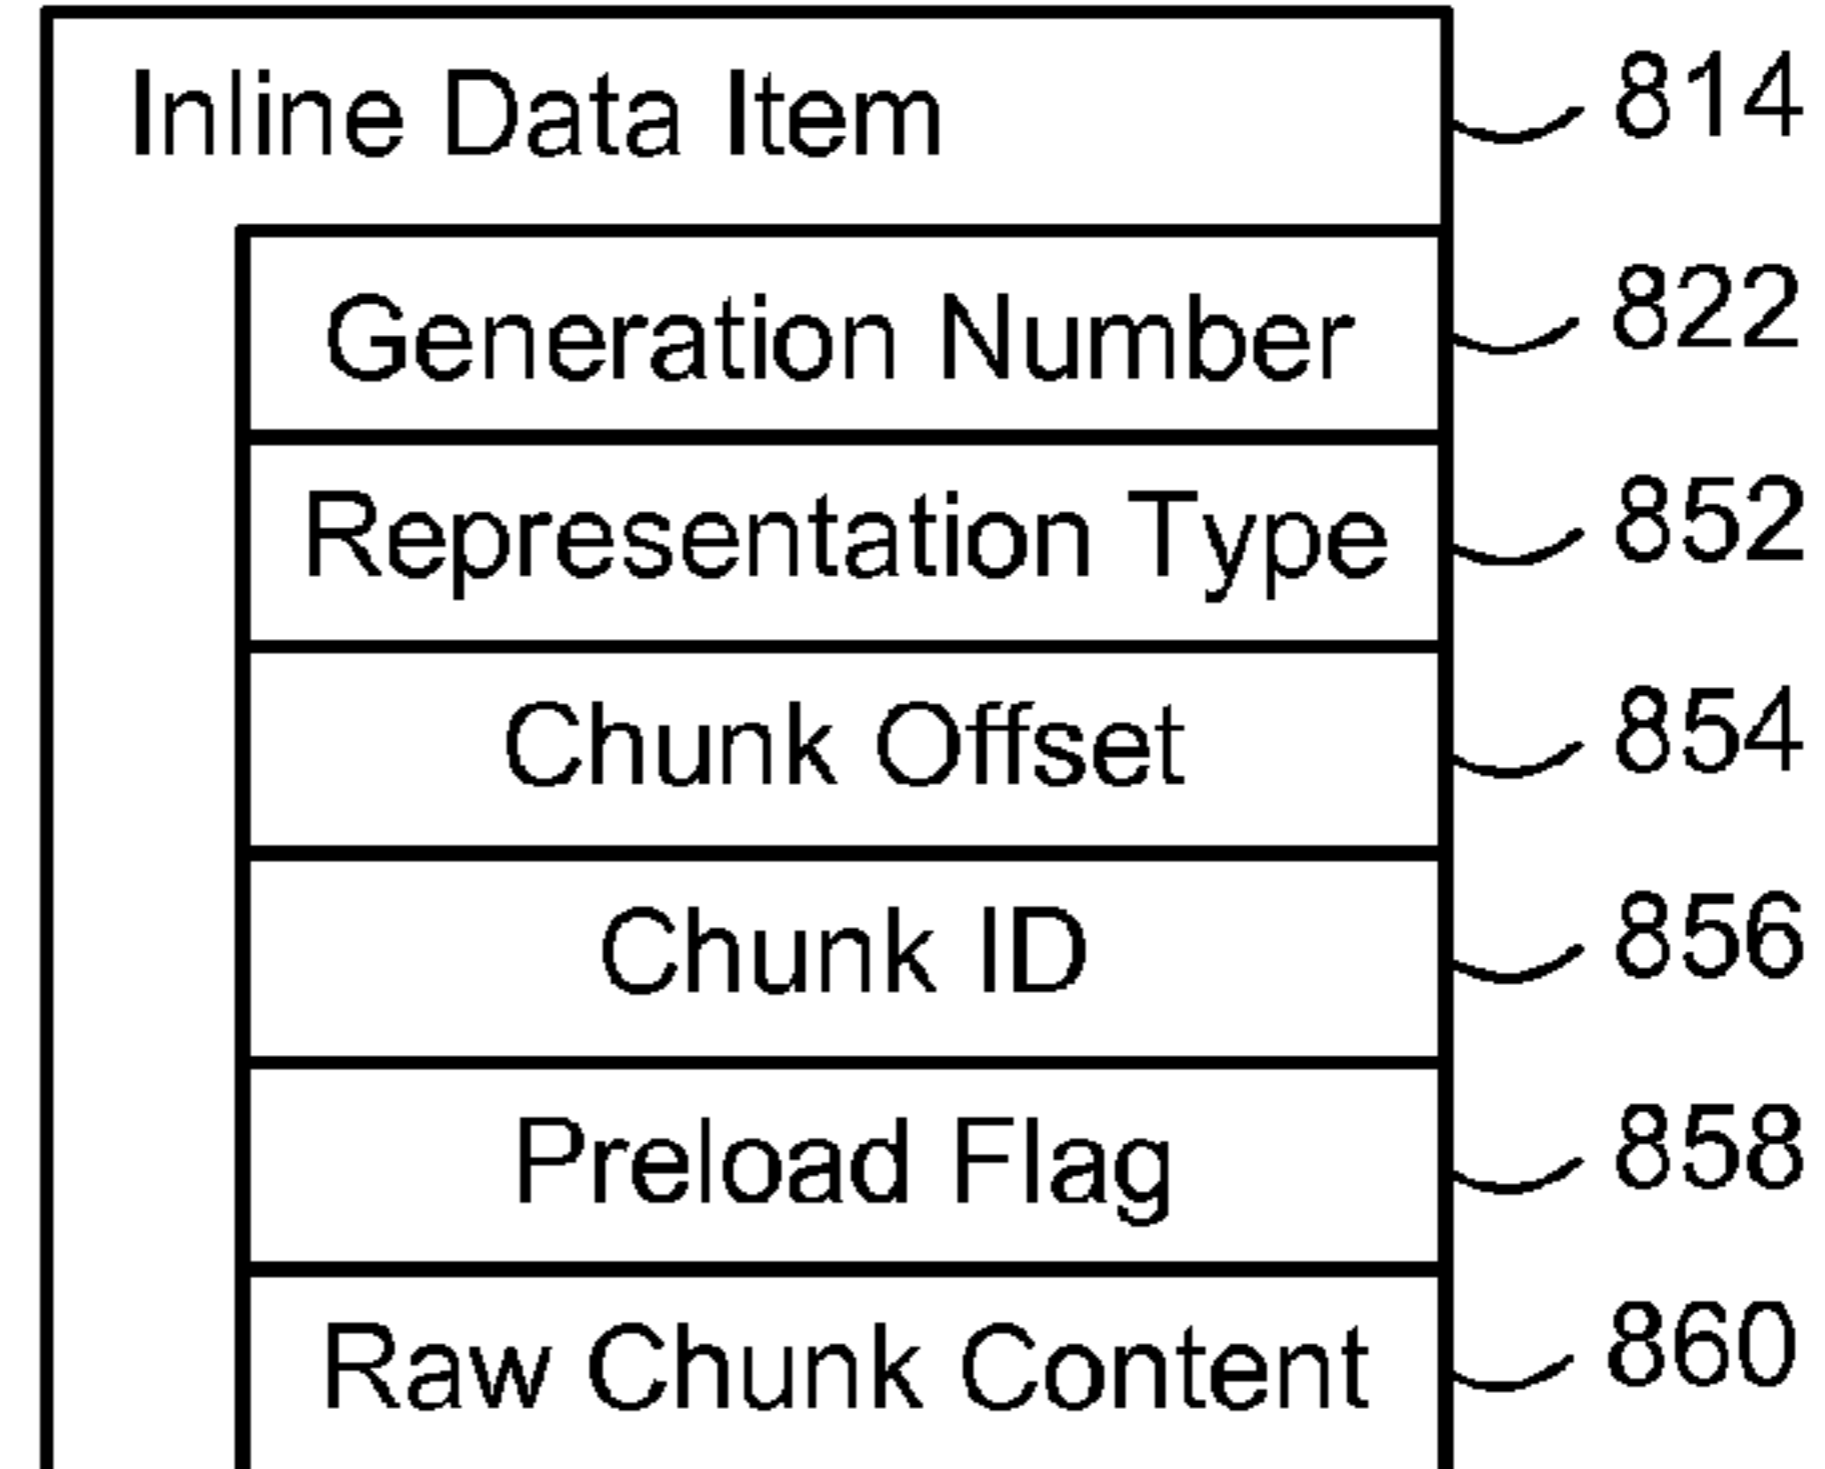 Inline Data Item 814
Generation Number 822
Representation Type 852
Chunk Offset 854
Chunk ID 856
Preload Flag 858
Raw Chunk Content 860